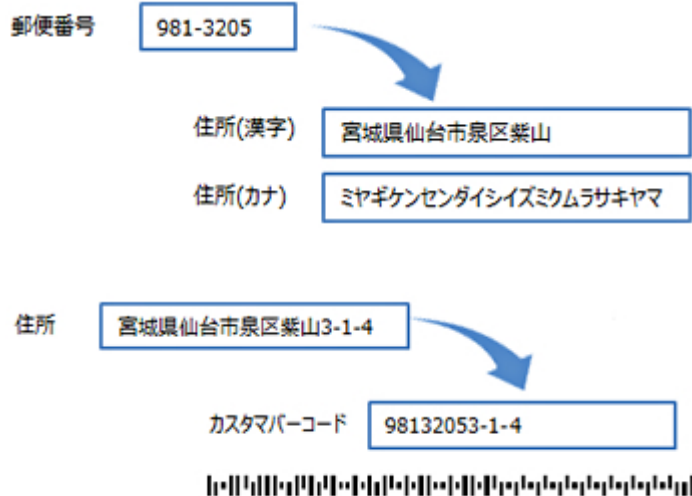 郵便番号 981-3205
住所(漢字) 宮城県仙台市泉区紫山
住所(カナ) ミヤギケンセンダイシイズミクムラサキヤマ
住所 宮城県仙台市泉区紫山3-1-4
カスタマバーコード 98132053-1-4